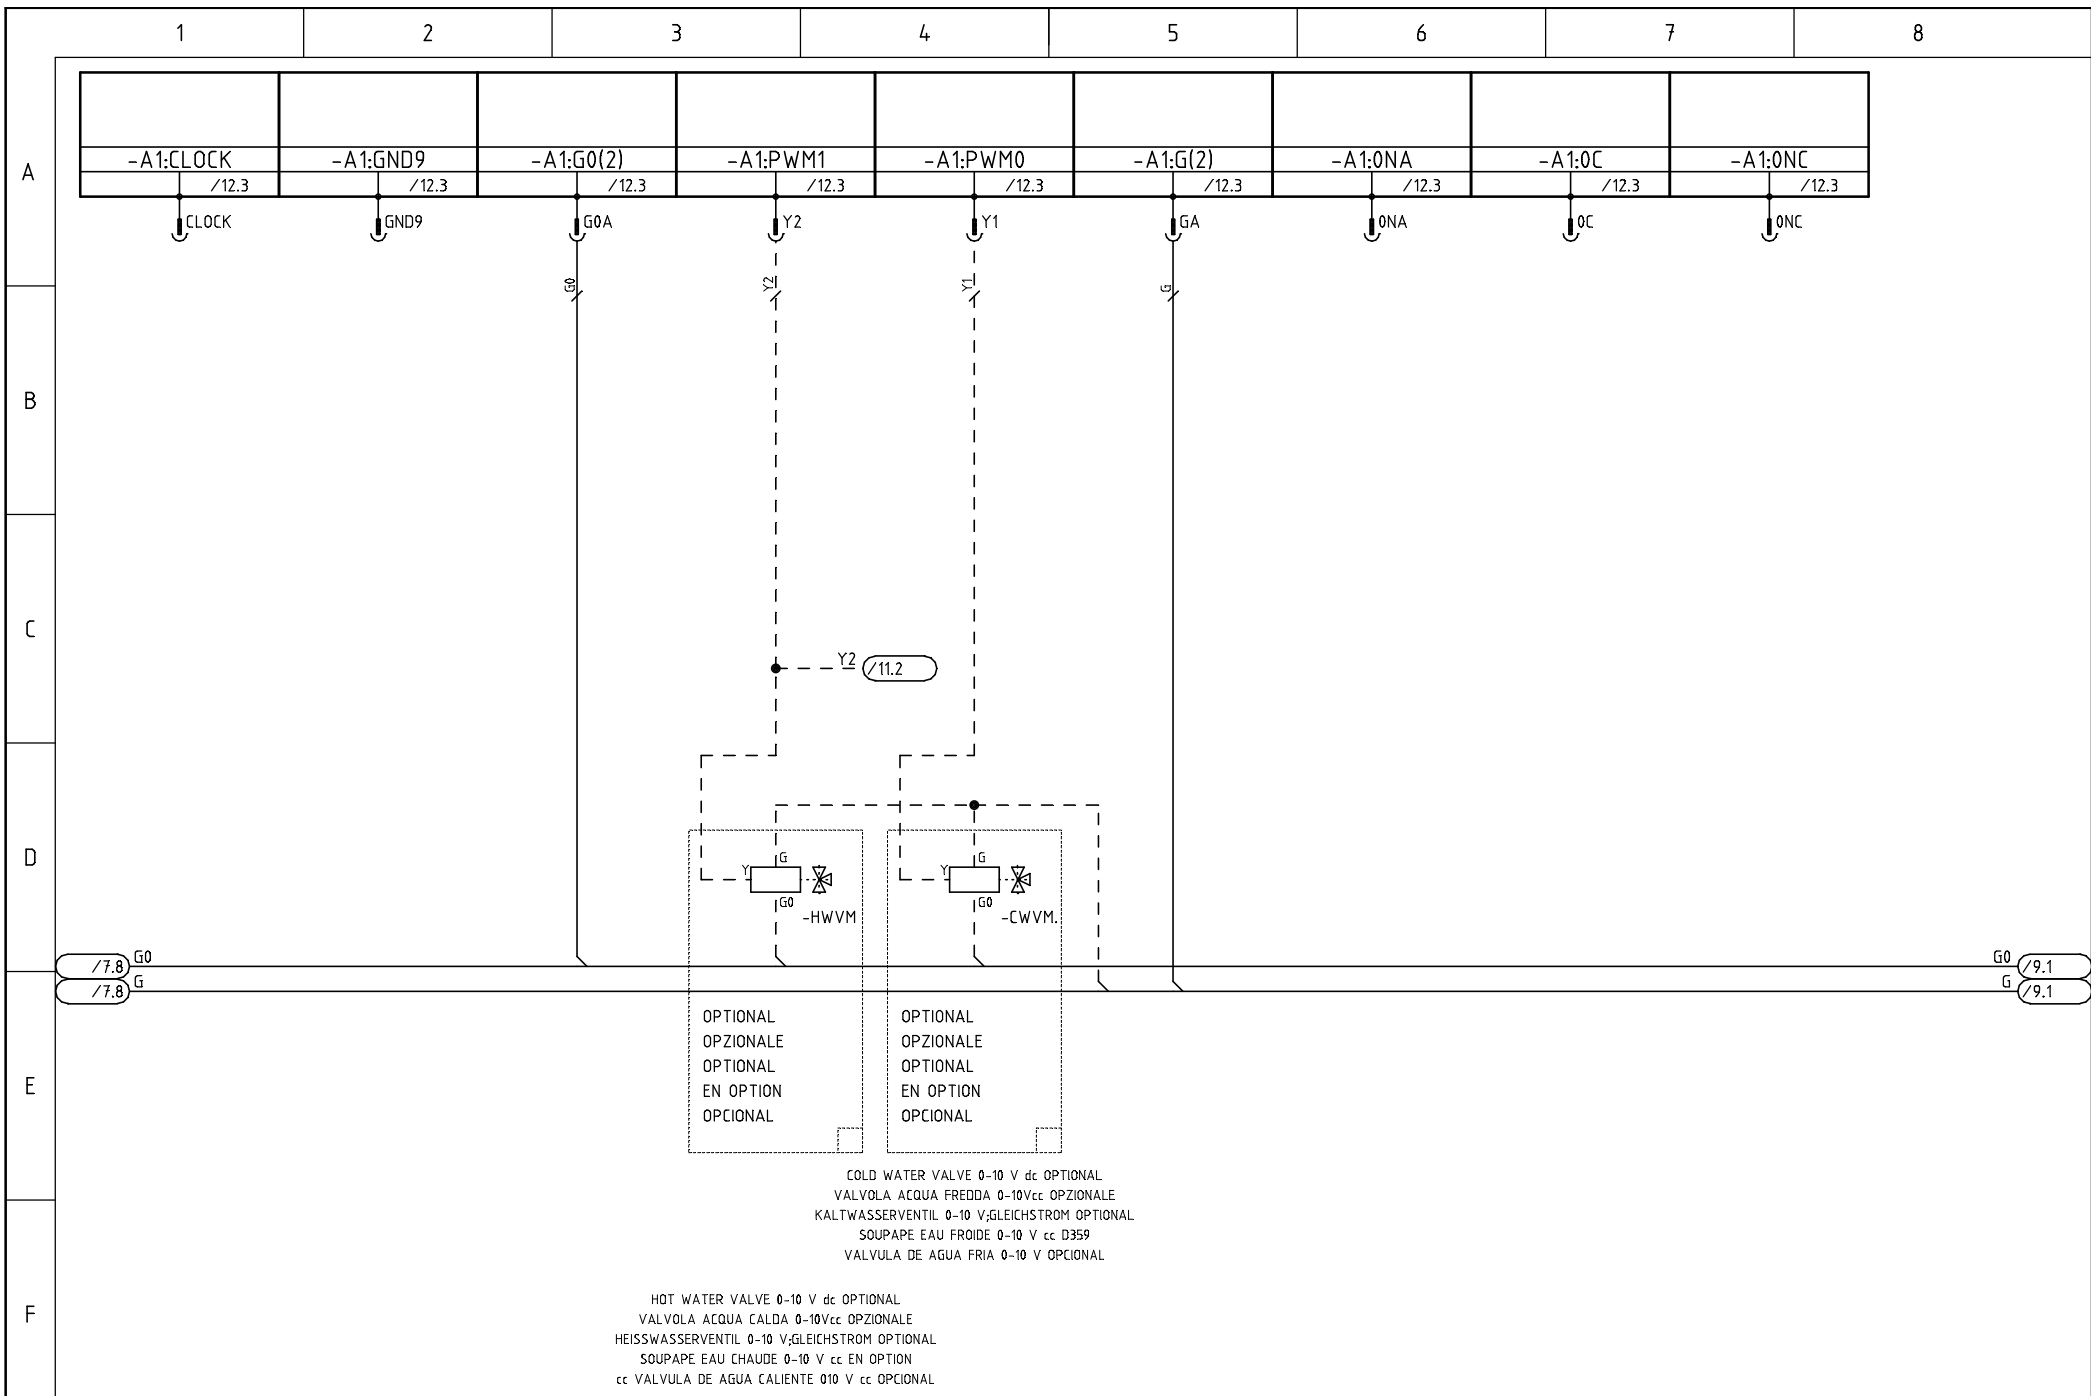 1 2 3 4 5 6 7 8
A
-A1:CLOCK -A1:GND9 -A1:G0(2) -A1:PWM1 -A1:PWM0 -A1:G(2) -A1:0NA -A1:0C -A1:0NC
/12.3 /12.3 /12.3 /12.3 /12.3 /12.3 /12.3 /12.3 /12.3
CLOCK GND9 G0A Y2 Y1 GA 0NA 0C 0NC
G0 Y2 Y1 G
B
C
Y2 /11.2
D
G G
Y Y
G0 G0
-HWVM -CWVM.
/7.8 G0 G0 /9.1
/7.8 G G /9.1
OPTIONAL OPTIONAL
OPZIONALE OPZIONALE
OPTIONAL OPTIONAL
E
EN OPTION EN OPTION
OPCIONAL OPCIONAL
COLD WATER VALVE 0-10 V dc OPTIONAL
VALVOLA ACQUA FREDDA 0-10Vcc OPZIONALE
KALTWASSERVENTIL 0-10 V;GLEICHSTROM OPTIONAL
SOUPAPE EAU FROIDE 0-10 V cc D359
VALVULA DE AGUA FRIA 0-10 V OPCIONAL
F
HOT WATER VALVE 0-10 V dc OPTIONAL
VALVOLA ACQUA CALDA 0-10Vcc OPZIONALE
HEISSWASSERVENTIL 0-10 V;GLEICHSTROM OPTIONAL
SOUPAPE EAU CHAUDE 0-10 V cc EN OPTION
cc VALVULA DE AGUA CALIENTE 010 V cc OPCIONAL